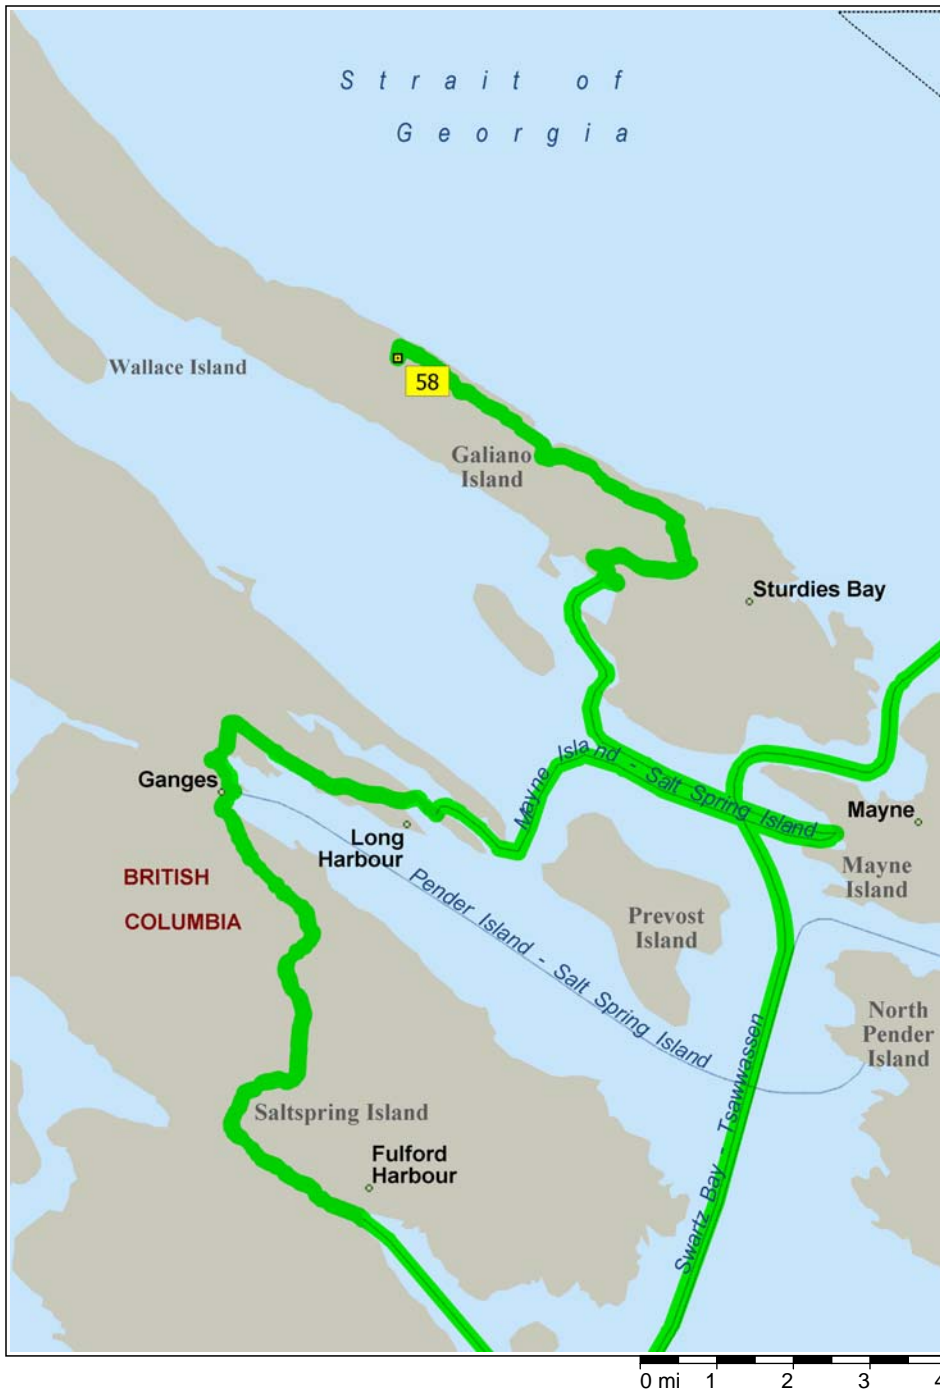 Strait of
Georgia
Wallace Island
58
Galiano
Island
Sturdies Bay
Ganges
Mayne Island - Salt Spring Island
Mayne
Long
Harbour
Mayne
Island
BRITISH
COLUMBIA
Pender Island - Salt Spring Island
Prevost
Island
North
Pender
Island
Swartz Bay - Tsawwassen
Saltspring Island
Fulford
Harbour
0 mi 1 2 3 4